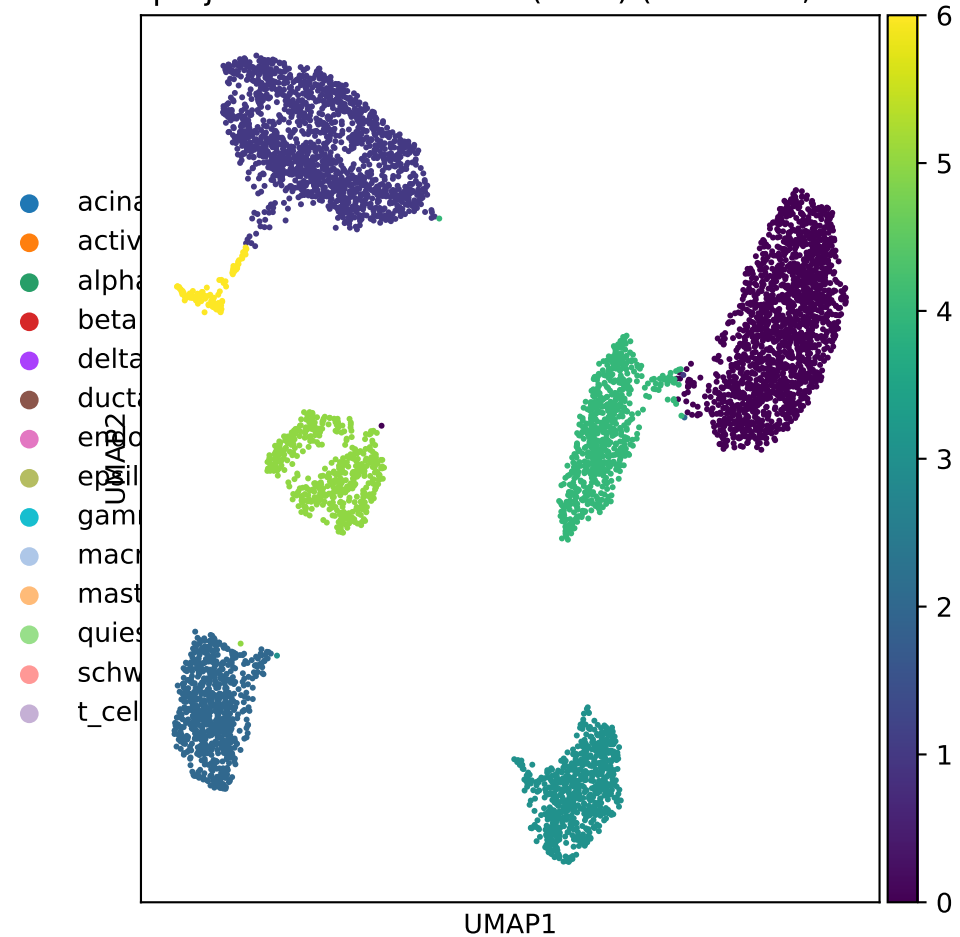 acina
activ
alpha
beta
delta
ducta
endo
epsil
gam
macr
mast
quies
schw
t_cel
UMAP2
UMAP1
6
5
4
3
2
1
0